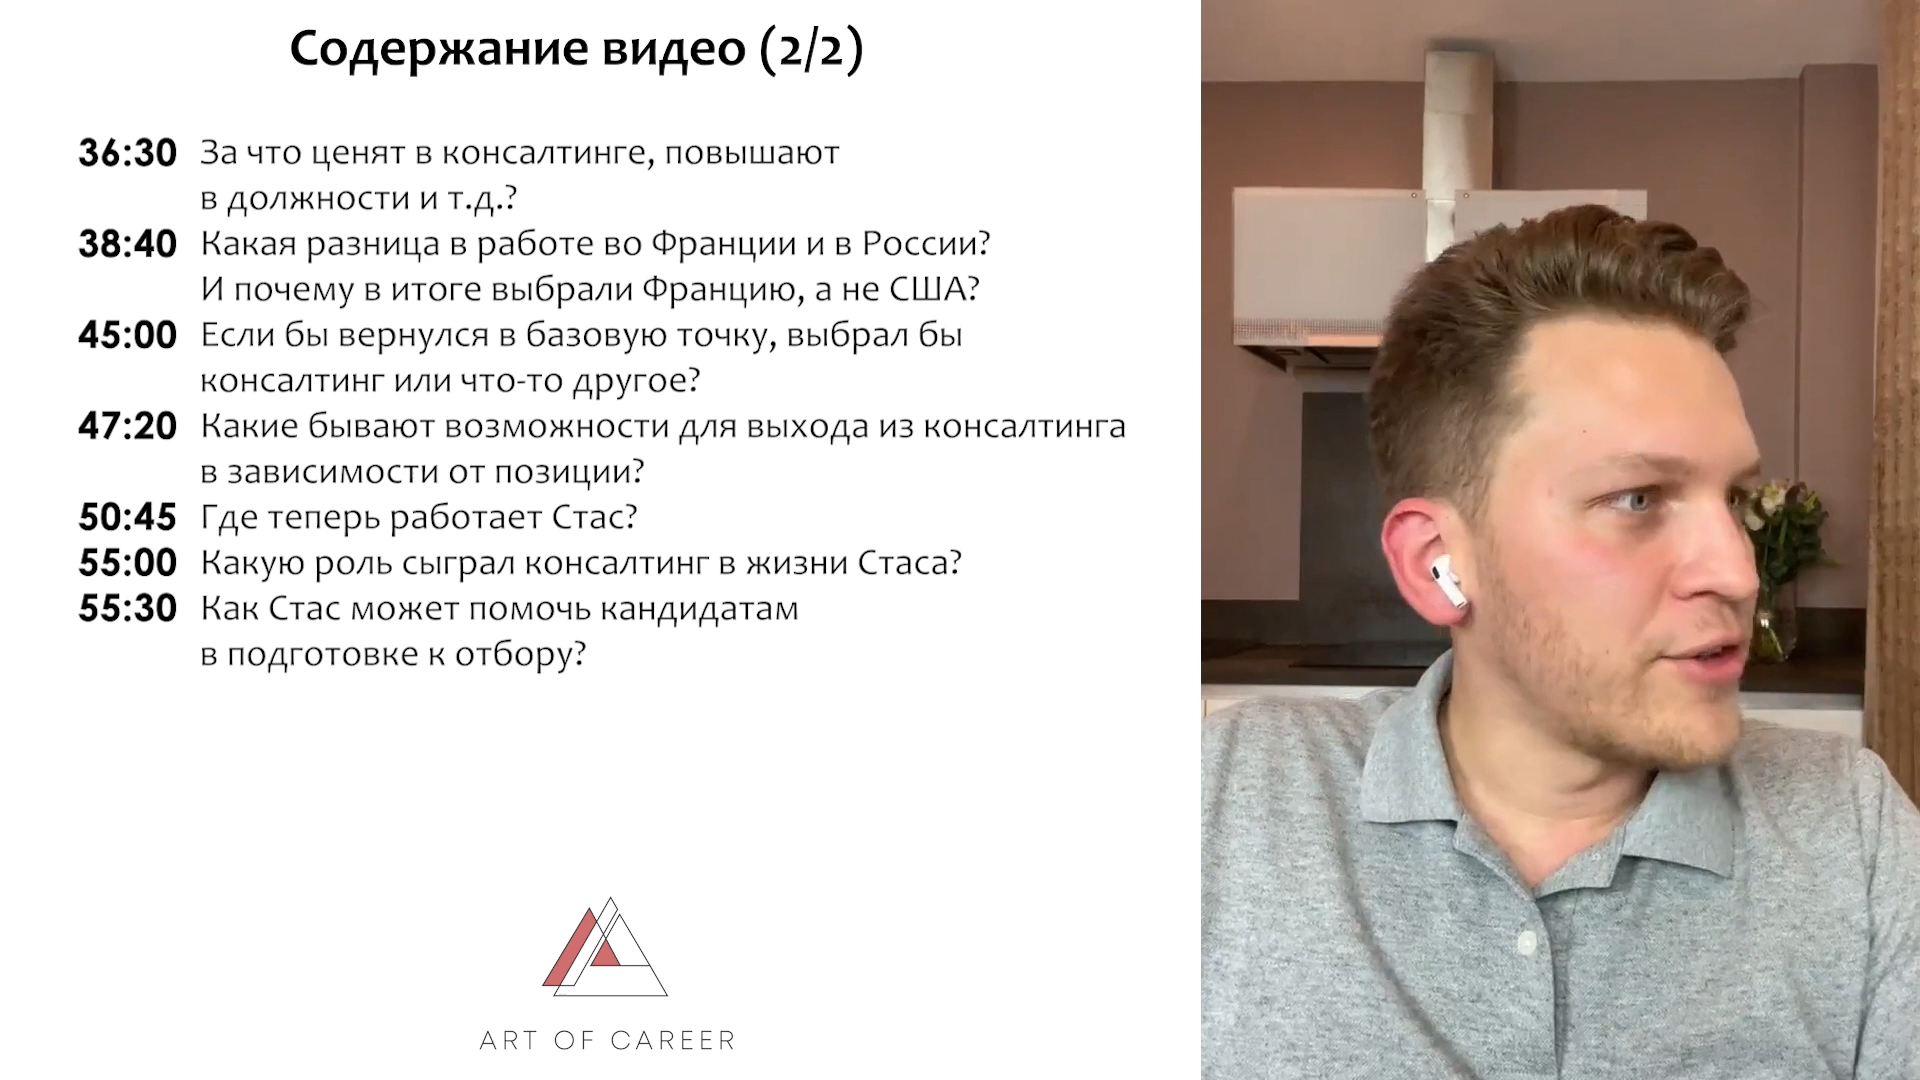 Содержание видео (2/2)
36:30 За что ценят в консалтинге, повышают
в должности и т.д.?
38:40 Какая разница в работе во Франции и в России?
И почему в итоге выбрали Францию, а не США?
45:00 Если бы вернулся в базовую точку, выбрал бы
консалтинг или что-то другое?
47:20 Какие бывают возможности для выхода из консалтинга
в зависимости от позиции?
50:45 Где теперь работает Стас?
55:00 Какую роль сыграл консалтинг в жизни Стаса?
55:30 Как Стас может помочь кандидатам
в подготовке к отбору?
ART OF CAREER